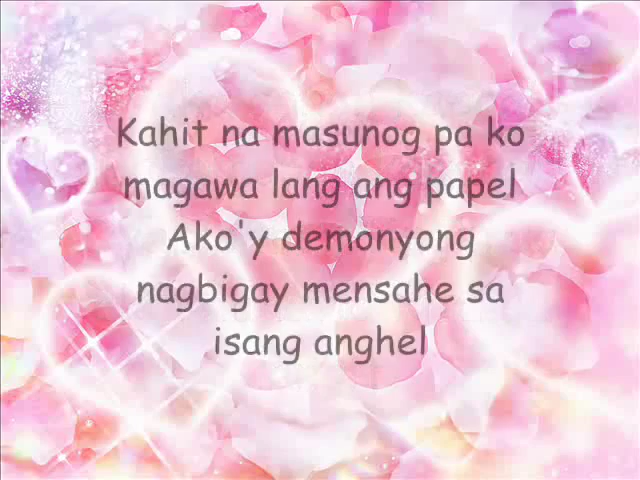 Kahit na masunog pa ko
magawa lang ang papel
Ako'y demonyong
nagbigay mensahe sa
isang anghel